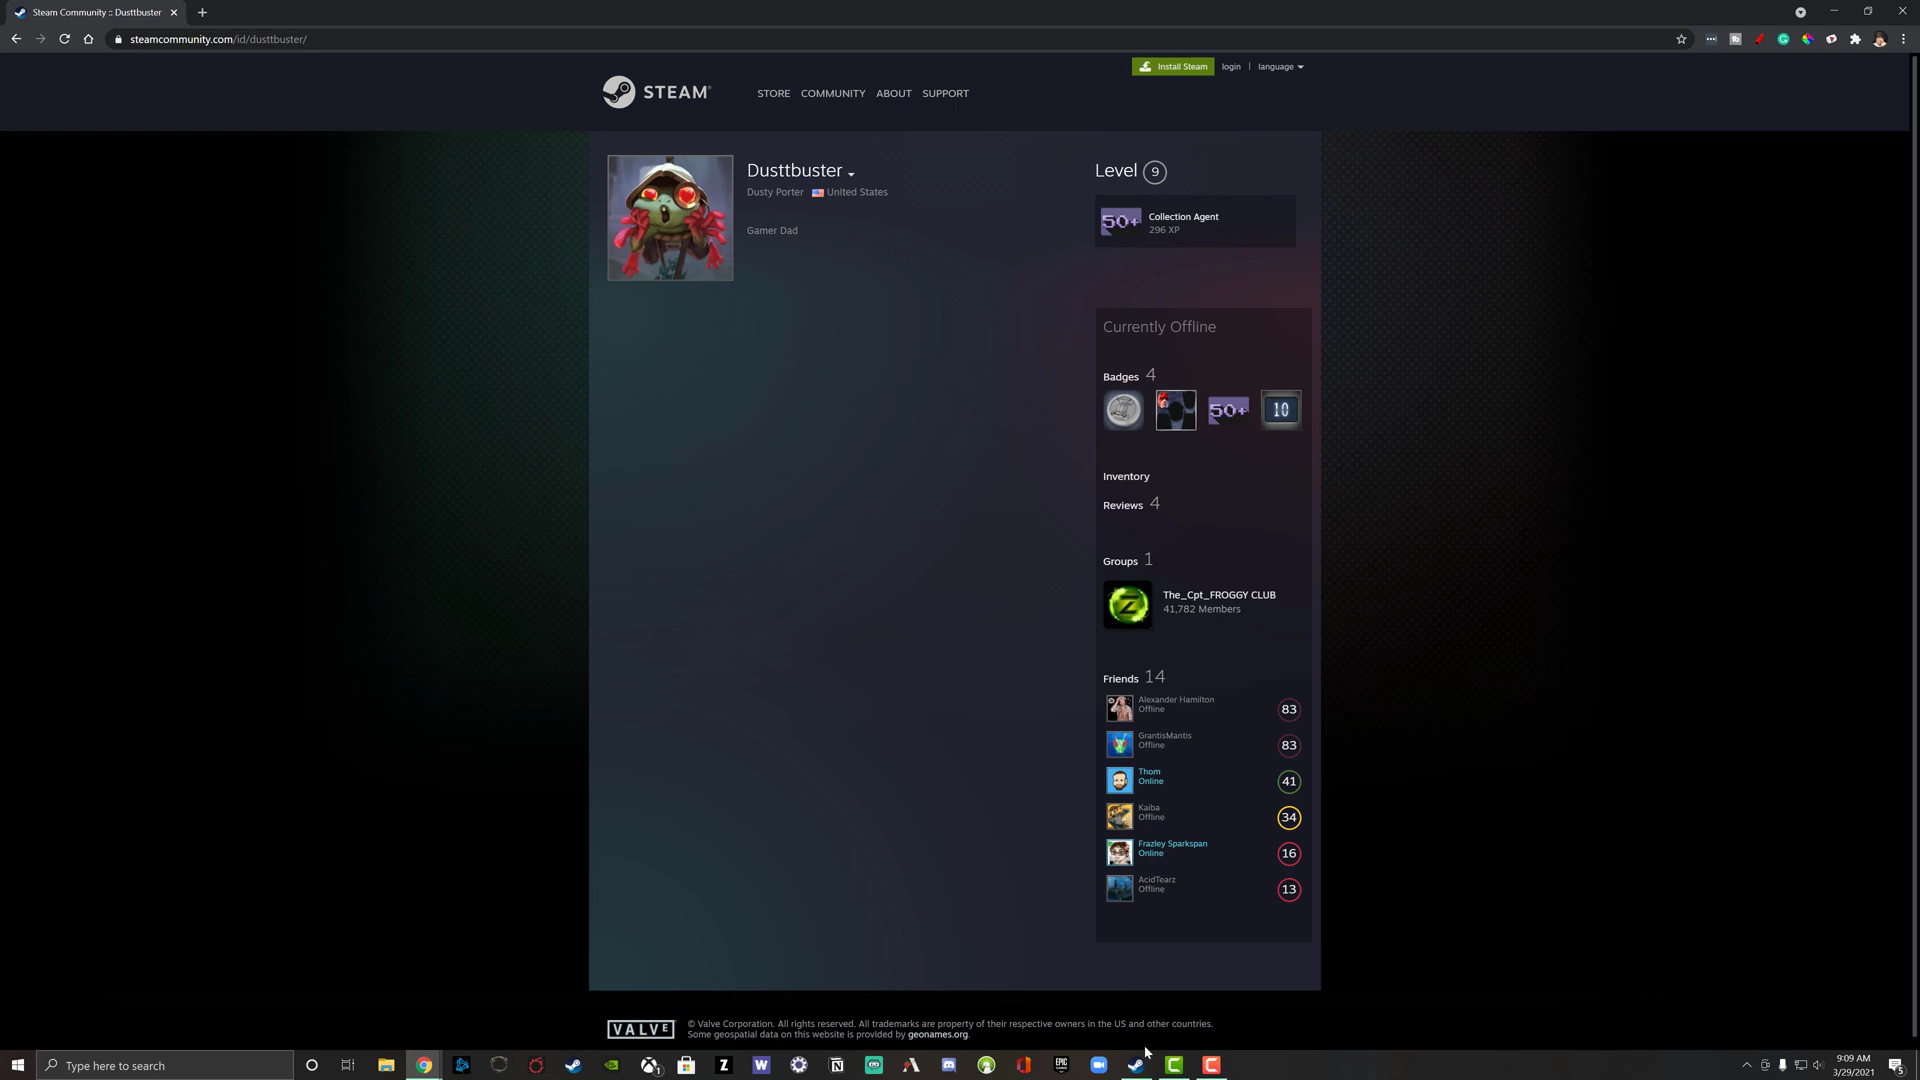 Steam Community :: Dusttbuster
steamcommunity.com/id/dusttbuster/
Install Steam login | language
STEAM
STORE COMMUNITY ABOUT SUPPORT
Dusttbuster
Dusty Porter United States
Gamer Dad
Level 9
50+
Collection Agent
296 XP
Currently Offline
Badges 4
50+ 10
Inventory
Reviews 4
Groups 1
The_Cpt_FROGGY CLUB
41,782 Members
Friends 14
Alexander Hamilton
Offline
83
GrantisMantis
Offline
83
Thom
Online
41
Kaiba
Offline
34
Frazley Sparkspan
Online
16
AcidTearz
Offline
13
VALVE
© Valve Corporation. All rights reserved. All trademarks are property of their respective owners in the US and other countries.
Some geospatial data on this website is provided by geonames.org.
Type here to search
9:09 AM
3/29/2021